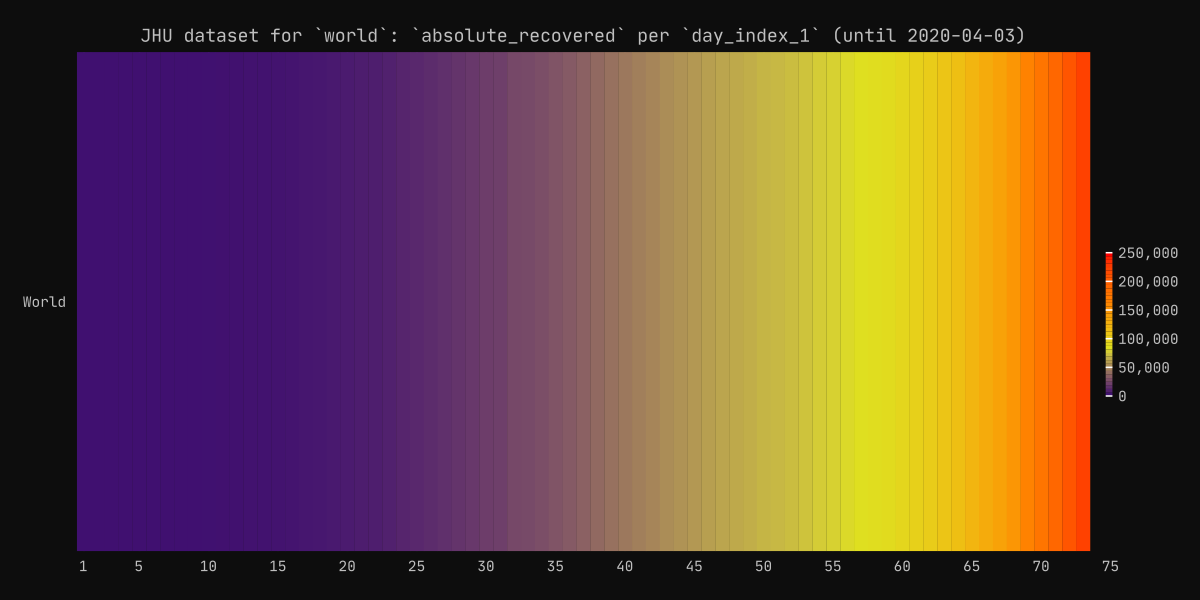 JHU dataset for `world`: `absolute_recovered` per `day_index_1` (until 2020-04-03)
250,000
200,000
150,000
100,000
50,000
0
World
1 5 10 15 20 25 30 35 40 45 50 55 60 65 70 75